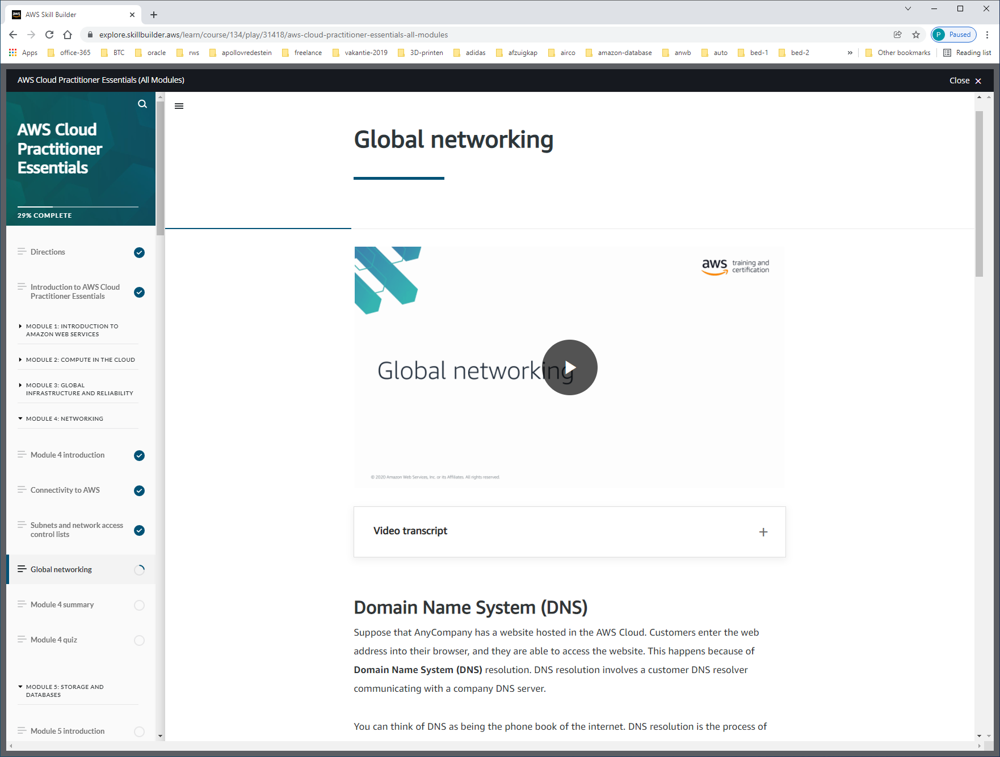 AWS Skill Builder
explore.skillbuilder.aws/learn/course/134/play/31418/aws-cloud-practitioner-essentials-all-modules
P Paused
Apps office-365 BTC oracle rws apollovredestein freelance vakantie-2019 3D-printen adidas afzuigkap airco amazon-database anwb auto bed-1 bed-2 » Other bookmarks Reading list
AWS Cloud Practitioner Essentials (All Modules)
Close
AWS Cloud
Practitioner
Essentials
29% COMPLETE
Directions
Introduction to AWS Cloud
Practitioner Essentials
MODULE 1: INTRODUCTION TO
AMAZON WEB SERVICES
MODULE 2: COMPUTE IN THE CLOUD
MODULE 3: GLOBAL
INFRASTRUCTURE AND RELIABILITY
MODULE 4: NETWORKING
Module 4 introduction
Connectivity to AWS
Subnets and network access
control lists
Global networking
Module 4 summary
Module 4 quiz
MODULE 5: STORAGE AND
DATABASES
Module 5 introduction
Global networking
aws training and
certification
Global networking
© 2020 Amazon Web Services, Inc. or its Affiliates. All rights reserved.
Video transcript
Domain Name System (DNS)
Suppose that AnyCompany has a website hosted in the AWS Cloud. Customers enter the web
address into their browser, and they are able to access the website. This happens because of
Domain Name System (DNS) resolution. DNS resolution involves a customer DNS resolver
communicating with a company DNS server.
You can think of DNS as being the phone book of the internet. DNS resolution is the process of